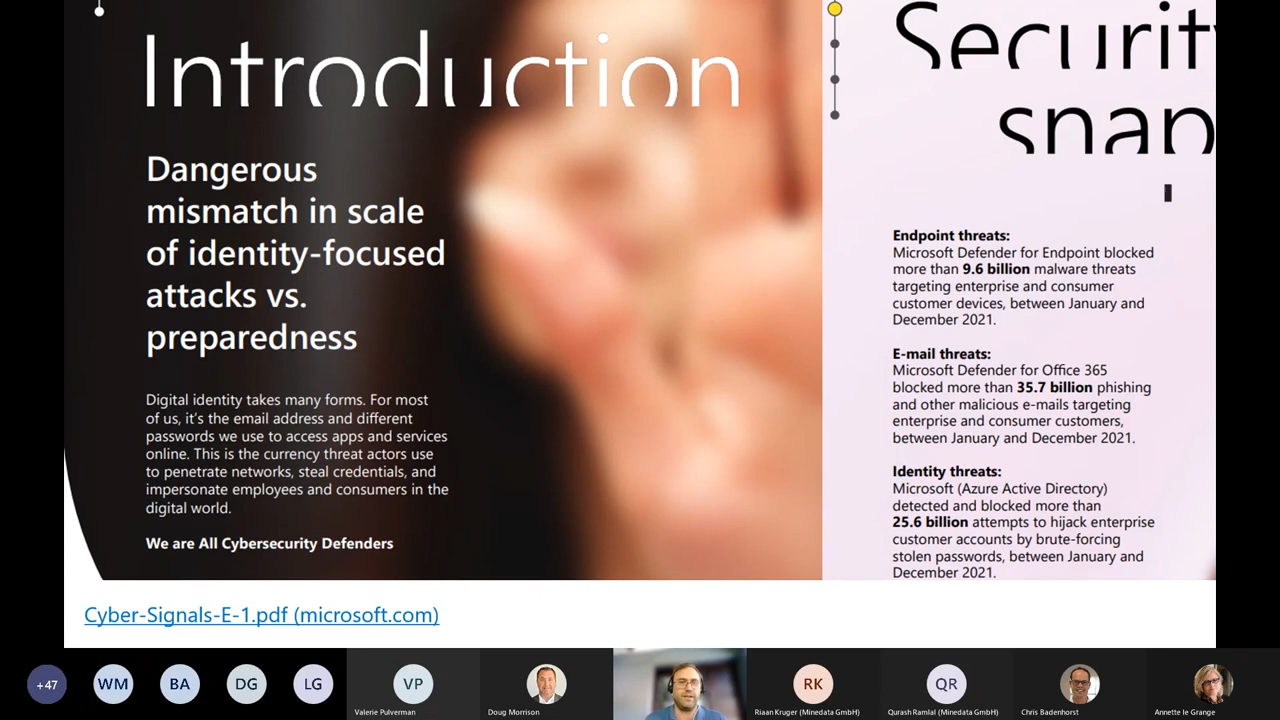 Introduction
Dangerous
mismatch in scale
of identity-focused
attacks vs.
preparedness
Digital identity takes many forms. For most
of us, it's the email address and different
passwords we use to access apps and services
online. This is the currency threat actors use
to penetrate networks, steal credentials, and
impersonate employees and consumers in the
digital world.
We are All Cybersecurity Defenders
Security
snap
Endpoint threats:
Microsoft Defender for Endpoint blocked
more than 9.6 billion malware threats
targeting enterprise and consumer
customer devices, between January and
December 2021.
E-mail threats:
Microsoft Defender for Office 365
blocked more than 35.7 billion phishing
and other malicious e-mails targeting
enterprise and consumer customers,
between January and December 2021.
Identity threats:
Microsoft (Azure Active Directory)
detected and blocked more than
25.6 billion attempts to hijack enterprise
customer accounts by brute-forcing
stolen passwords, between January and
December 2021.
Cyber-Signals-E-1.pdf (microsoft.com)
+47
WM
BA
DG
LG
VP
RK
QR
Valerie Pulverman
Doug Morrison
Riaan Kruger (Minedata GmbH)
Qurash Ramlal (Minedata GmbH)
Chris Badenhorst
Annette le Grange